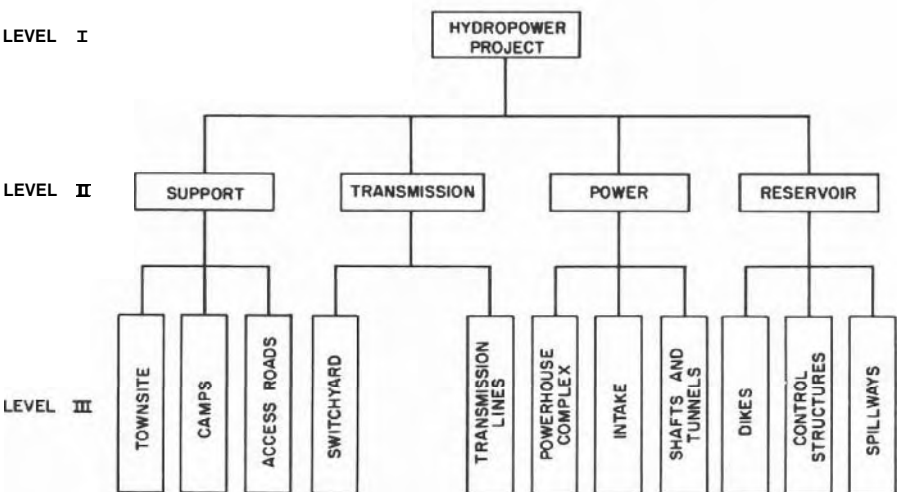 LEVEL I
HYDROPOWER
PROJECT
LEVEL II
SUPPORT
TRANSMISSION
POWER
RESERVOIR
LEVEL III
TOWNSITE
CAMPS
ACCESS ROADS
SWITCHYARD
TRANSMISSION
LINES
POWERHOUSE
COMPLEX
INTAKE
SHAFTS AND
TUNNELS
DIKES
CONTROL
STRUCTURES
SPILLWAYS